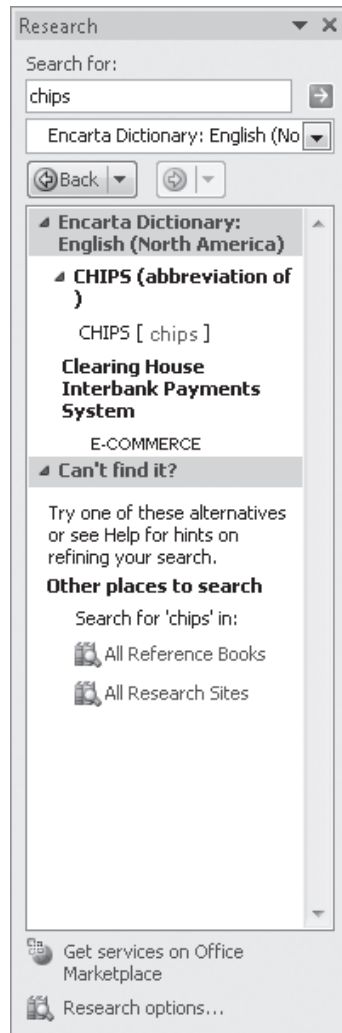 Research
Search for:
chips
Encarta Dictionary: English (No
Back
Encarta Dictionary:
English (North America)
CHIPS (abbreviation of
)
CHIPS [ chips ]
Clearing House
Interbank Payments
System
E-COMMERCE
Can't find it?
Try one of these alternatives
or see Help for hints on
refining your search.
Other places to search
Search for 'chips' in:
All Reference Books
All Research Sites
Get services on Office
Marketplace
Research options...